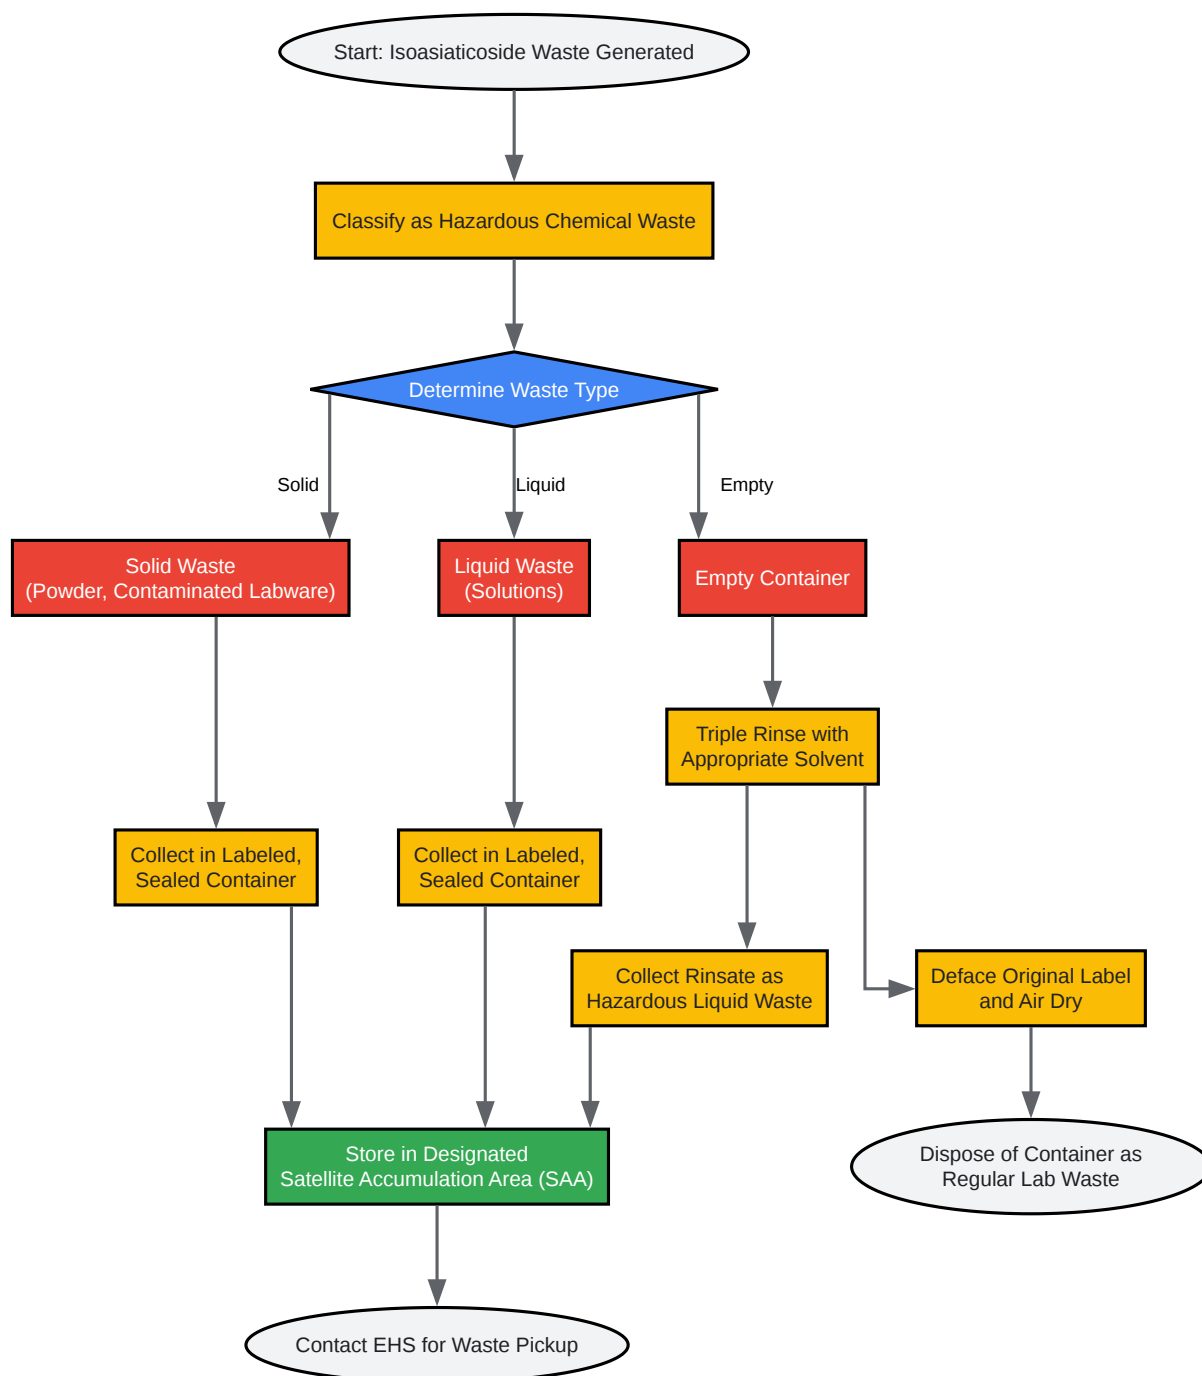 Start: Isoasiaticoside Waste Generated
Classify as Hazardous Chemical Waste
Determine Waste Type
Solid
Liquid
Empty
Solid Waste
(Powder, Contaminated Labware)
Liquid Waste
(Solutions)
Empty Container
Triple Rinse with
Appropriate Solvent
Collect in Labeled,
Sealed Container
Collect in Labeled,
Sealed Container
Collect Rinsate as
Hazardous Liquid Waste
Deface Original Label
and Air Dry
Store in Designated
Satellite Accumulation Area (SAA)
Dispose of Container as
Regular Lab Waste
Contact EHS for Waste Pickup